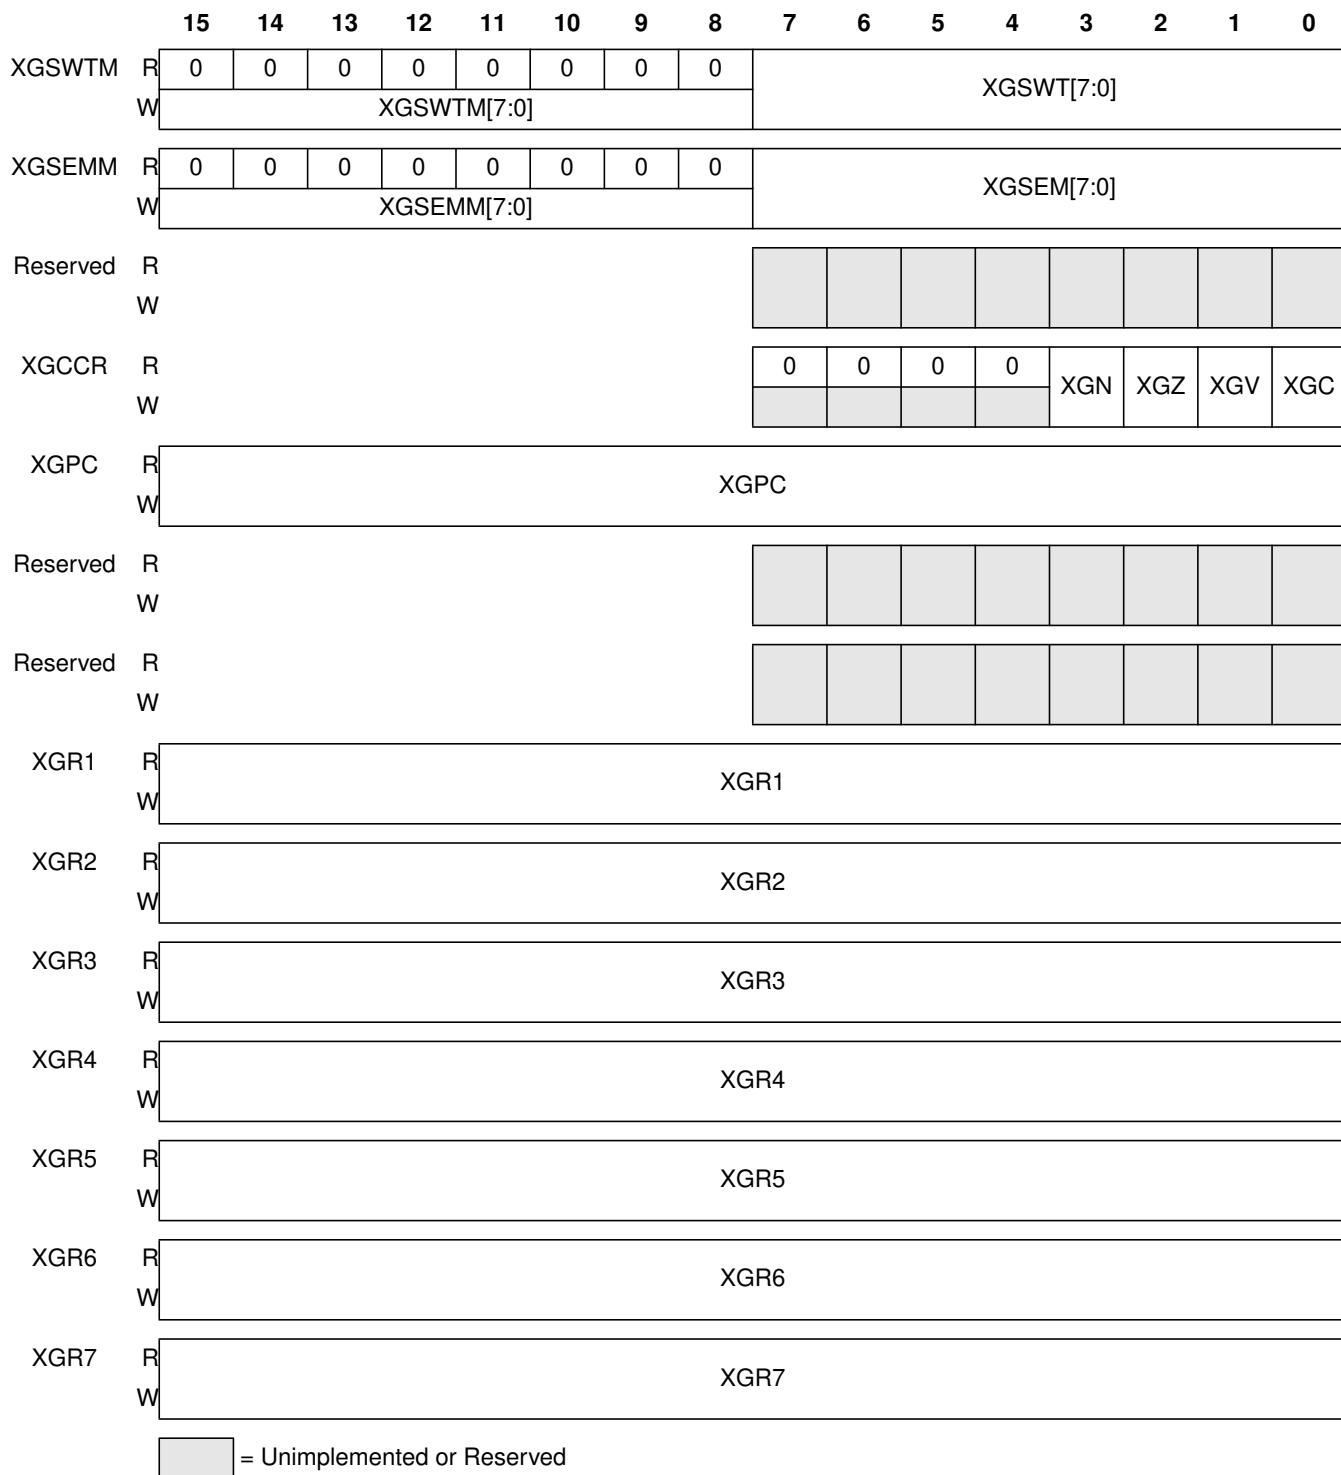 15 14 13 12 11 10 9 8 7 6 5 4 3 2 1 0
XGSWTM R 0 0 0 0 0 0 0 0 XGSWT[7:0]
W XGSWTM[7:0]
XGSEMM R 0 0 0 0 0 0 0 0 XGSEM[7:0]
W XGSEMM[7:0]
Reserved R
W
XGCCR R 0 0 0 0 XGN XGZ XGV XGC
W
XGPC R XGPC
W
Reserved R
W
Reserved R
W
XGR1 R XGR1
W
XGR2 R XGR2
W
XGR3 R XGR3
W
XGR4 R XGR4
W
XGR5 R XGR5
W
XGR6 R XGR6
W
XGR7 R XGR7
W
= Unimplemented or Reserved